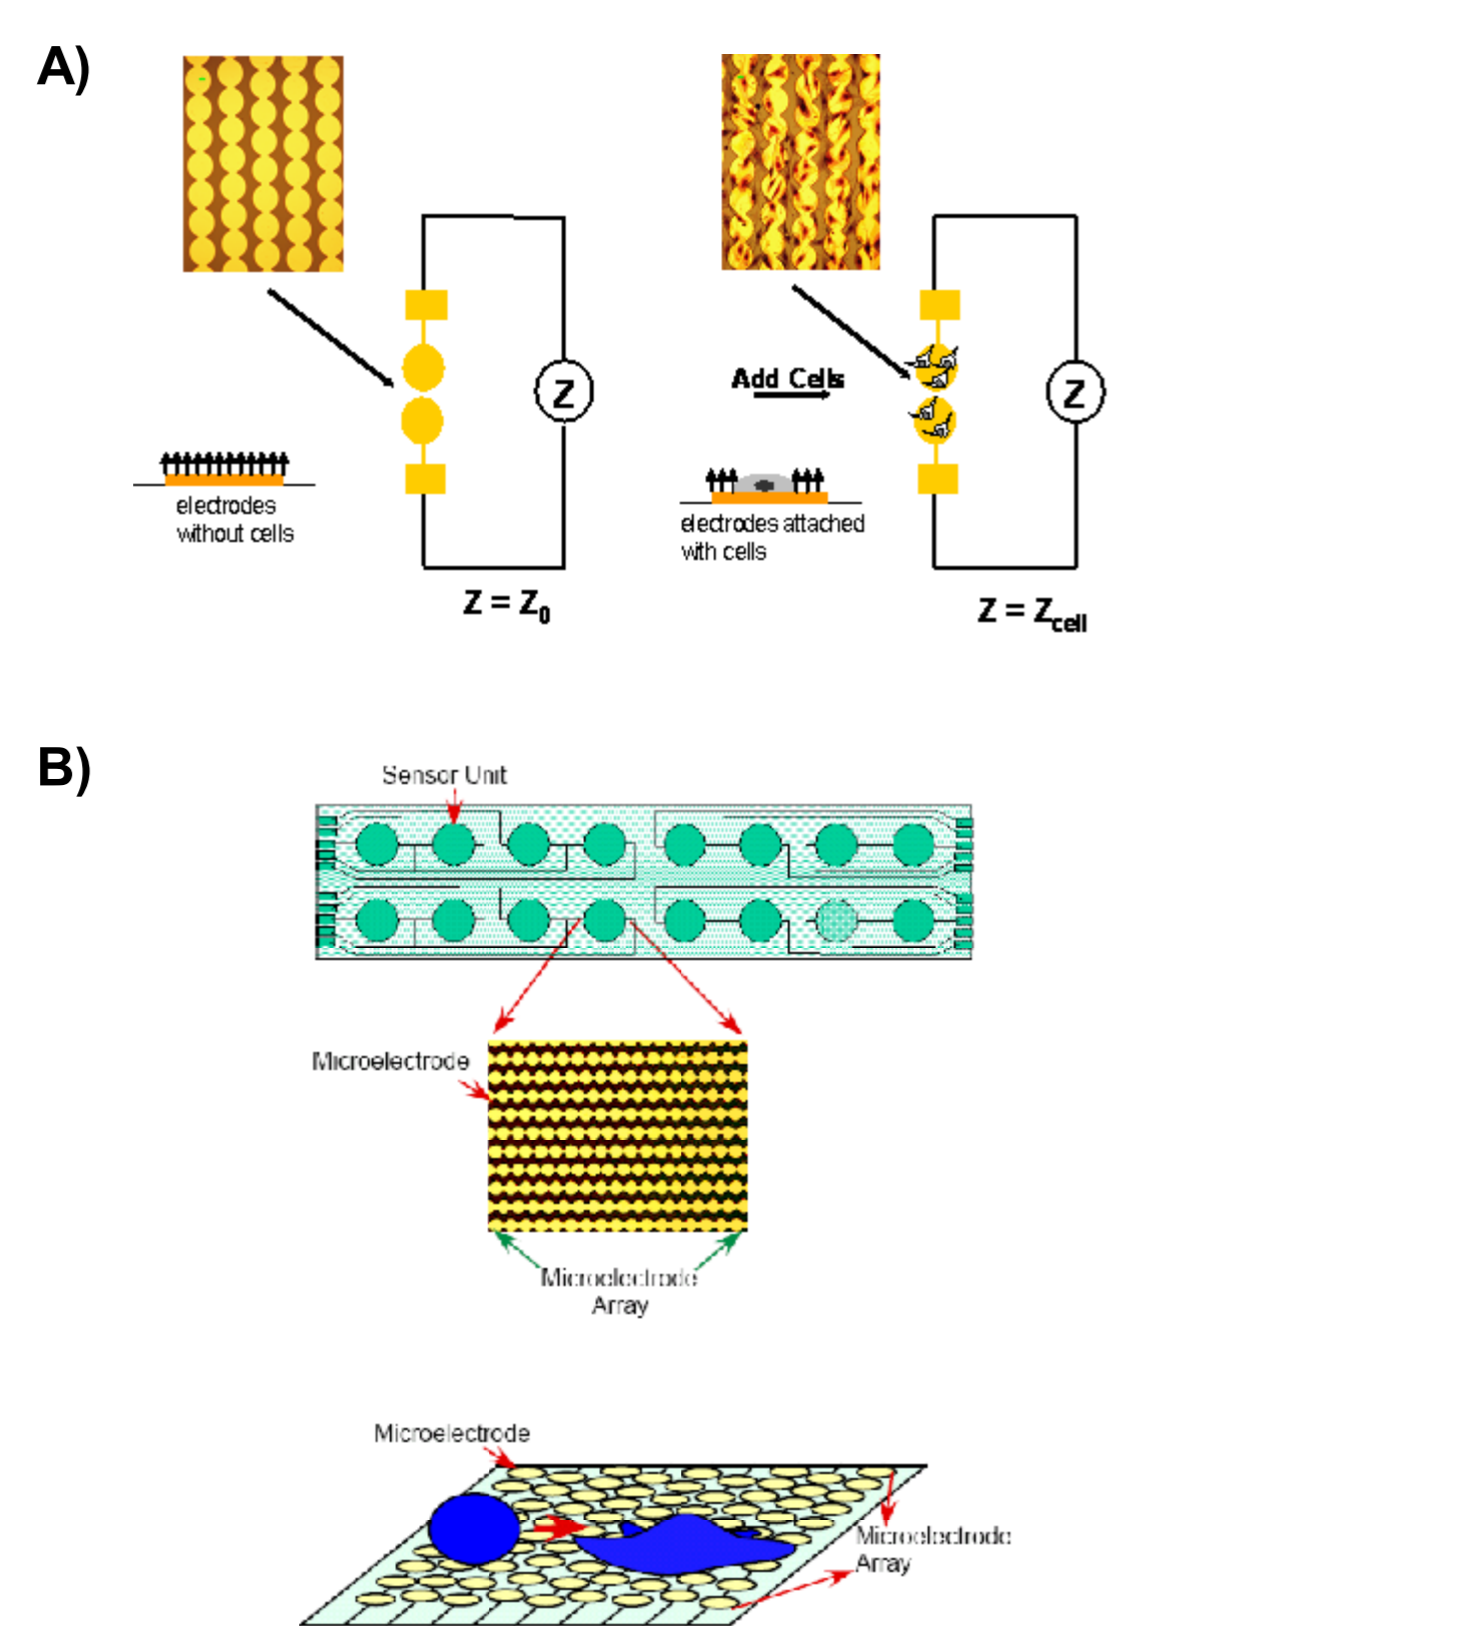 A)
Z
Add Cells
Z
electrodes
without cells
electrodes attached
with cells
Z = Z0
Z = Zcell
B)
Sensor Unit
Microelectrode
Microelectrode
Array
Microelectrode
Microelectrode
Array